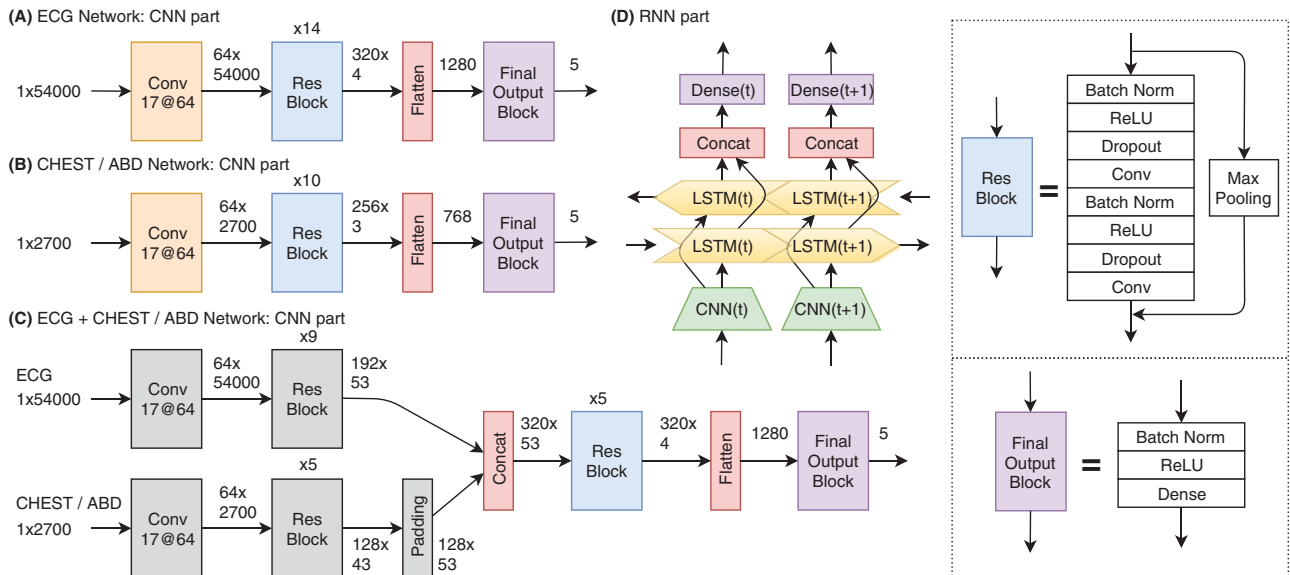 (A) ECG Network: CNN part
1x54000
Conv
17@64
64x
54000
x14
Res
Block
320x
4
Flatten
1280
Final
Output
Block
5
(B) CHEST / ABD Network: CNN part
1x2700
Conv
17@64
64x
2700
x10
Res
Block
256x
3
Flatten
768
Final
Output
Block
5
(C) ECG + CHEST / ABD Network: CNN part
ECG
1x54000
Conv
17@64
64x
54000
x9
Res
Block
192x
53
CHEST / ABD
1x2700
Conv
17@64
64x
2700
x5
Res
Block
128x
43
Padding
128x
53
Concat
320x
53
x5
Res
Block
320x
4
Flatten
1280
Final
Output
Block
5
(D) RNN part
Dense(t)
Dense(t+1)
Concat
Concat
LSTM(t)
LSTM(t+1)
LSTM(t)
LSTM(t+1)
CNN(t)
CNN(t+1)
Res
Block
=
Batch Norm
ReLU
Dropout
Conv
Batch Norm
ReLU
Dropout
Conv
Max
Pooling
Final
Output
Block
=
Batch Norm
ReLU
Dense